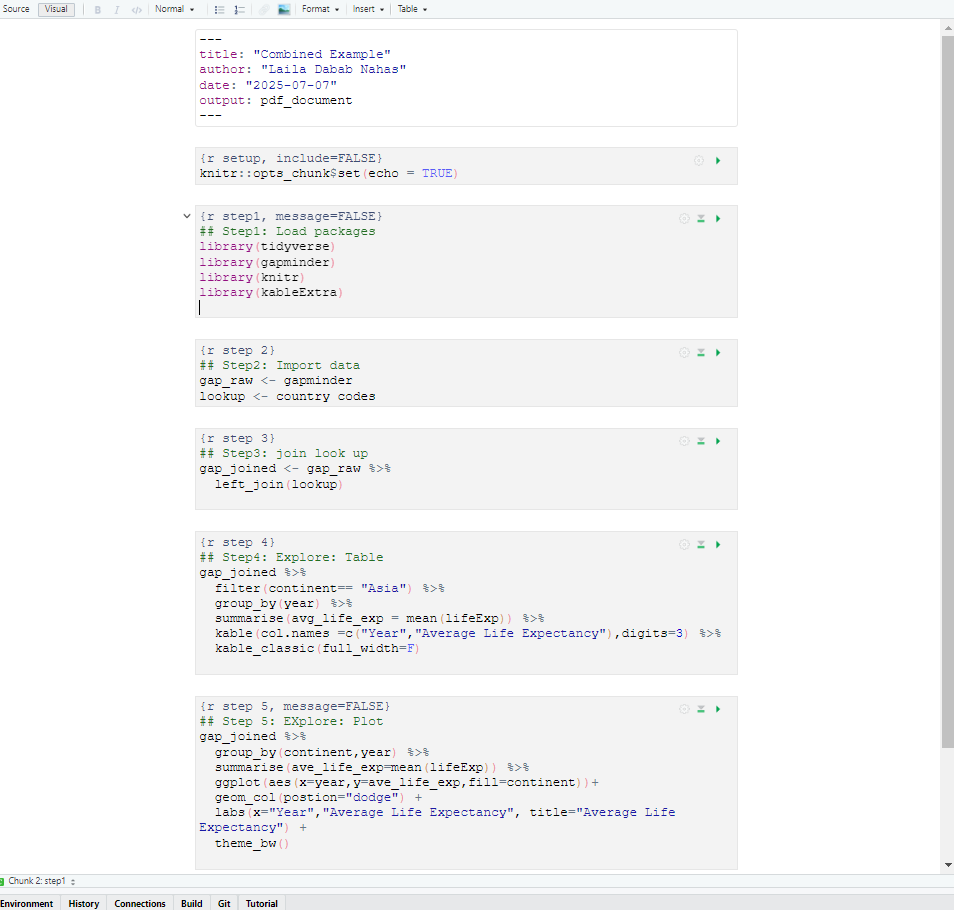 Source Visual B I </> Normal Format Insert Table
---
title: "Combined Example"
author: "Laila Dabab Nahas"
date: "2025-07-07"
output: pdf_document
---
{r setup, include=FALSE}
knitr::opts_chunk$set(echo = TRUE)
{r step1, message=FALSE}
## Step1: Load packages
library(tidyverse)
library(gapminder)
library(knitr)
library(kableExtra)
{r step 2}
## Step2: Import data
gap_raw <- gapminder
lookup <- country codes
{r step 3}
## Step3: join look up
gap_joined <- gap_raw %>%
  left_join(lookup)
{r step 4}
## Step4: Explore: Table
gap_joined %>%
  filter(continent== "Asia") %>%
  group_by(year) %>%
  summarise(avg_life_exp = mean(lifeExp)) %>%
  kable(col.names =c("Year","Average Life Expectancy"),digits=3) %>%
  kable_classic(full_width=F)
{r step 5, message=FALSE}
## Step 5: EXplore: Plot
gap_joined %>%
  group_by(continent,year) %>%
  summarise(ave_life_exp=mean(lifeExp)) %>%
  ggplot(aes(x=year,y=ave_life_exp,fill=continent))+
  geom_col(postion="dodge") +
  labs(x="Year","Average Life Expectancy", title="Average Life
Expectancy") +
  theme_bw()
Chunk 2: step1
Environment History Connections Build Git Tutorial